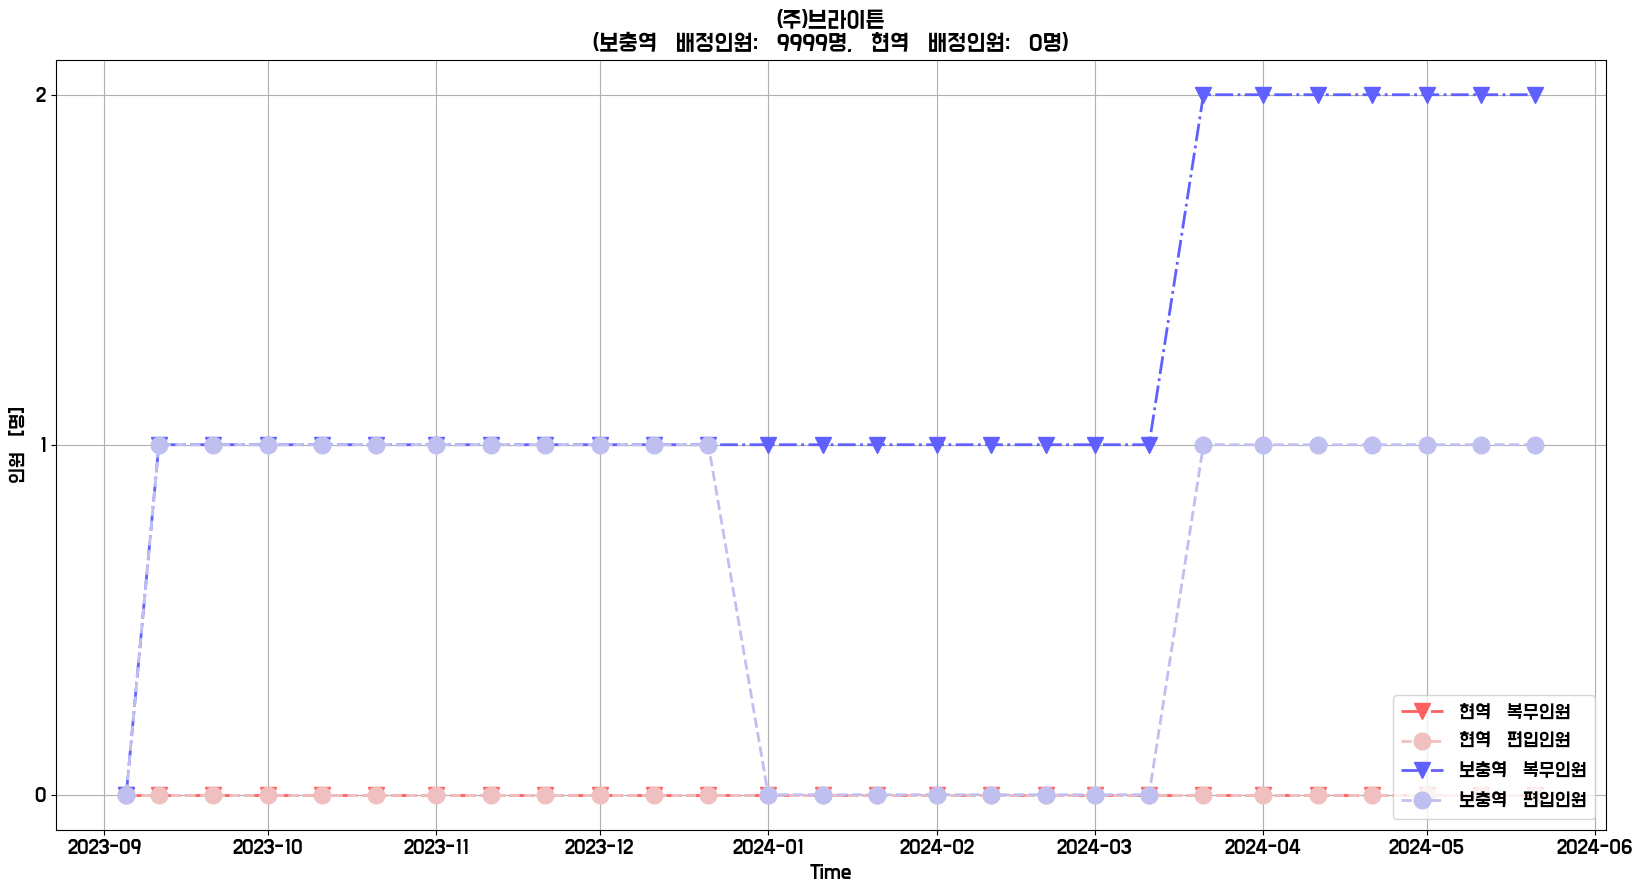 (주)브라이튼
(보충역 배정인원: 9999명, 현역 배정인원: 0명)
인원 [명]
2
1
0
현역 복무인원
현역 편입인원
보충역 복무인원
보충역 편입인원
2023-09 2023-10 2023-11 2023-12 2024-01 2024-02 2024-03 2024-04 2024-05 2024-06
Time